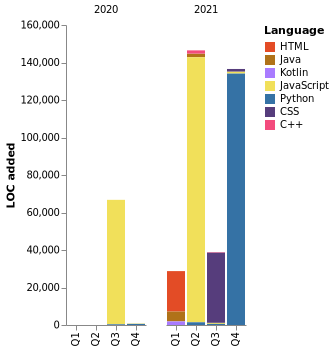 2020 2021
Language
HTML
Java
Kotlin
JavaScript
Python
CSS
C++
LOC added
160,000
140,000
120,000
100,000
80,000
60,000
40,000
20,000
0
Q1 Q2 Q3 Q4 Q1 Q2 Q3 Q4